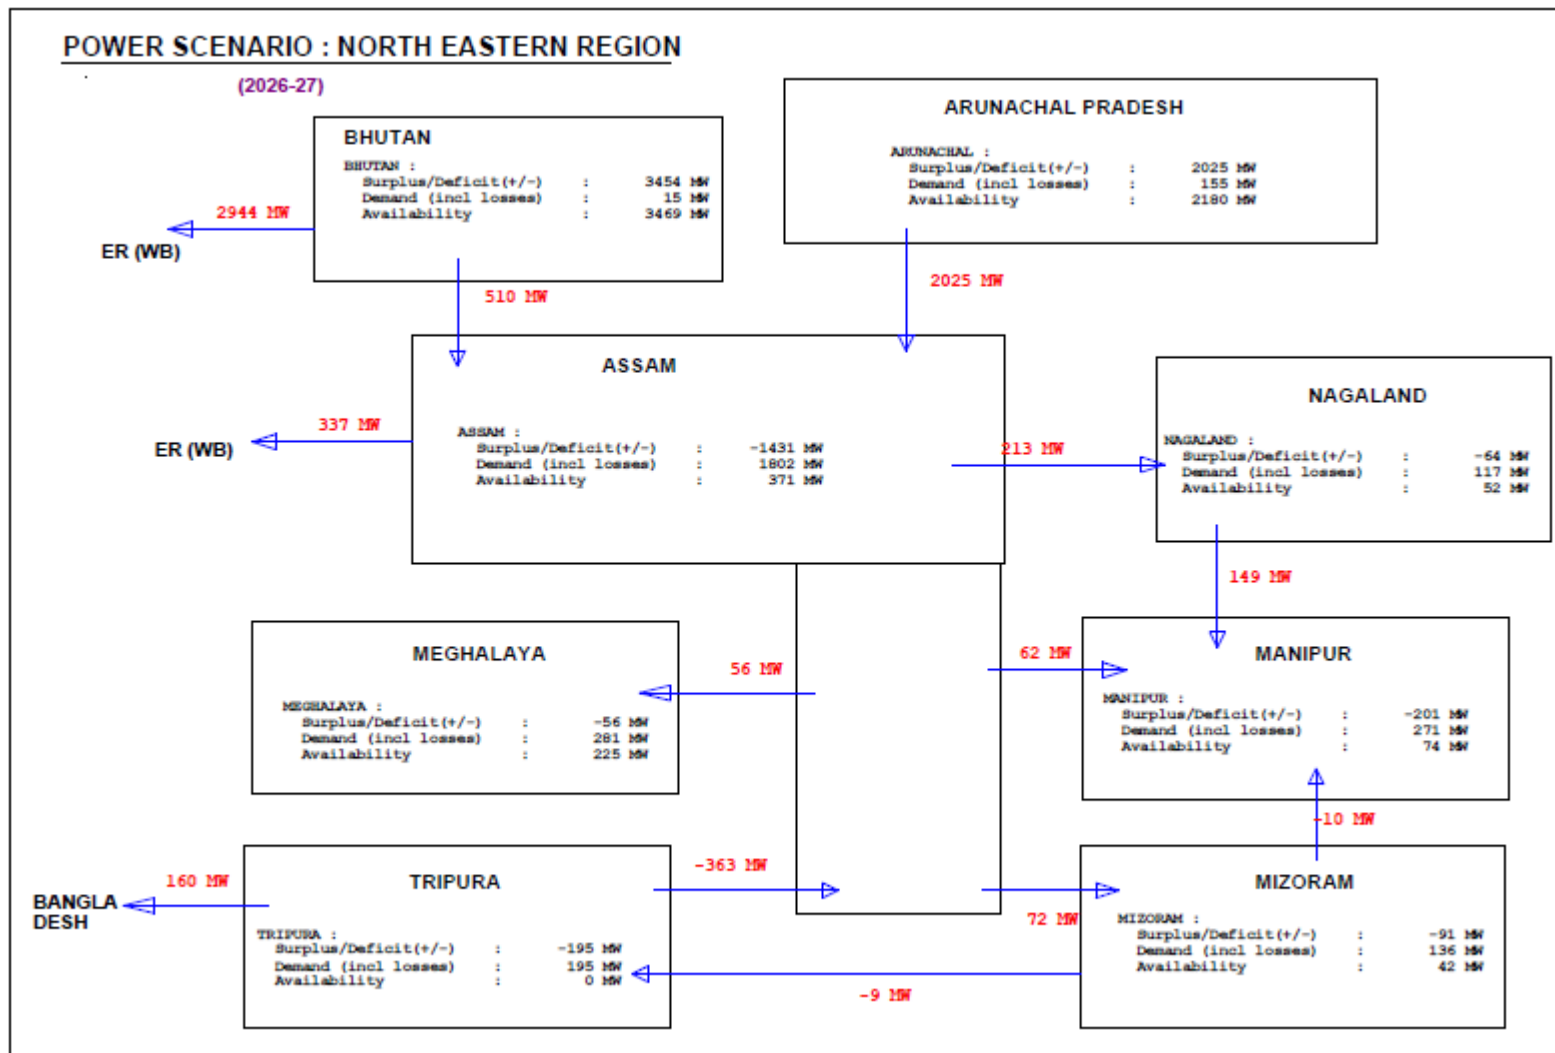 POWER SCENARIO : NORTH EASTERN REGION
(2026-27)
BHUTAN
BHUTAN :
Surplus/Deficit(+/-) : 3454 MW
Demand (incl losses) : 15 MW
Availability : 3469 MW
2944 MW
ER (WB)
510 MW
ARUNACHAL PRADESH
ARUNACHAL :
Surplus/Deficit(+/-) : 2025 MW
Demand (incl losses) : 155 MW
Availability : 2180 MW
2025 MW
ASSAM
ASSAM :
Surplus/Deficit(+/-) : -1431 MW
Demand (incl losses) : 1802 MW
Availability : 371 MW
337 MW
ER (WB)
213 MW
NAGALAND
NAGALAND :
Surplus/Deficit(+/-) : -64 MW
Demand (incl losses) : 117 MW
Availability : 52 MW
149 MW
MEGHALAYA
MEGHALAYA :
Surplus/Deficit(+/-) : -56 MW
Demand (incl losses) : 281 MW
Availability : 225 MW
56 MW
62 MW
MANIPUR
MANIPUR :
Surplus/Deficit(+/-) : -201 MW
Demand (incl losses) : 271 MW
Availability : 74 MW
-10 MW
TRIPURA
TRIPURA :
Surplus/Deficit(+/-) : -195 MW
Demand (incl losses) : 195 MW
Availability : 0 MW
160 MW
BANGLA
DESH
-363 MW
72 MW
-9 MW
MIZORAM
MIZORAM :
Surplus/Deficit(+/-) : -91 MW
Demand (incl losses) : 136 MW
Availability : 42 MW